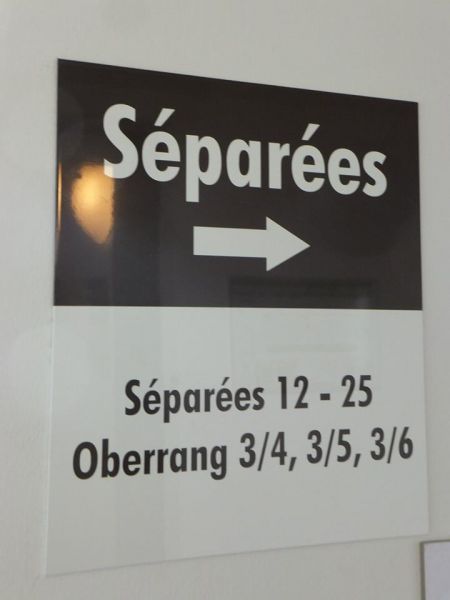 Séparées
Séparées 12 - 25
Oberrang 3/4, 3/5, 3/6